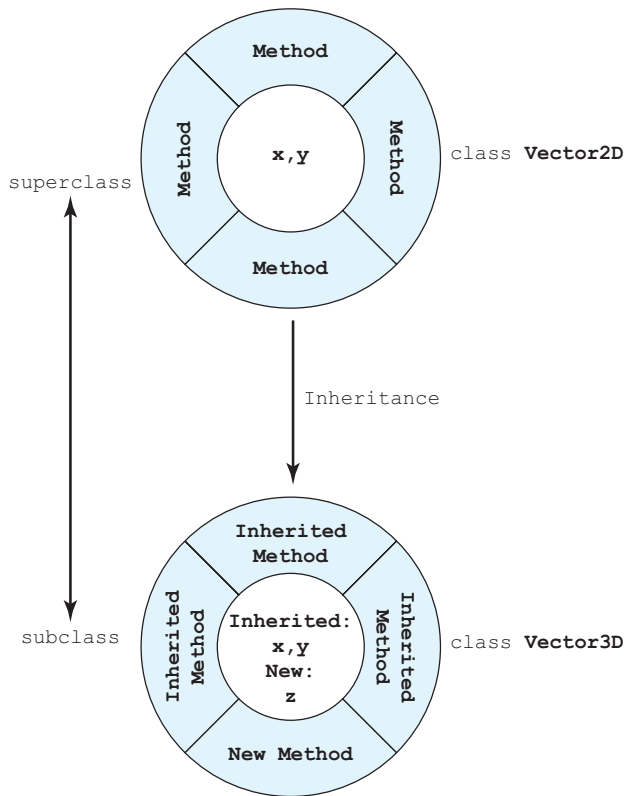 Method
Method
x,y
Method
class Vector2D
superclass
Method
Inheritance
Inherited
Method
Inherited
Method
Inherited:
x,y
New:
z
Inherited
Method
subclass
class Vector3D
New Method